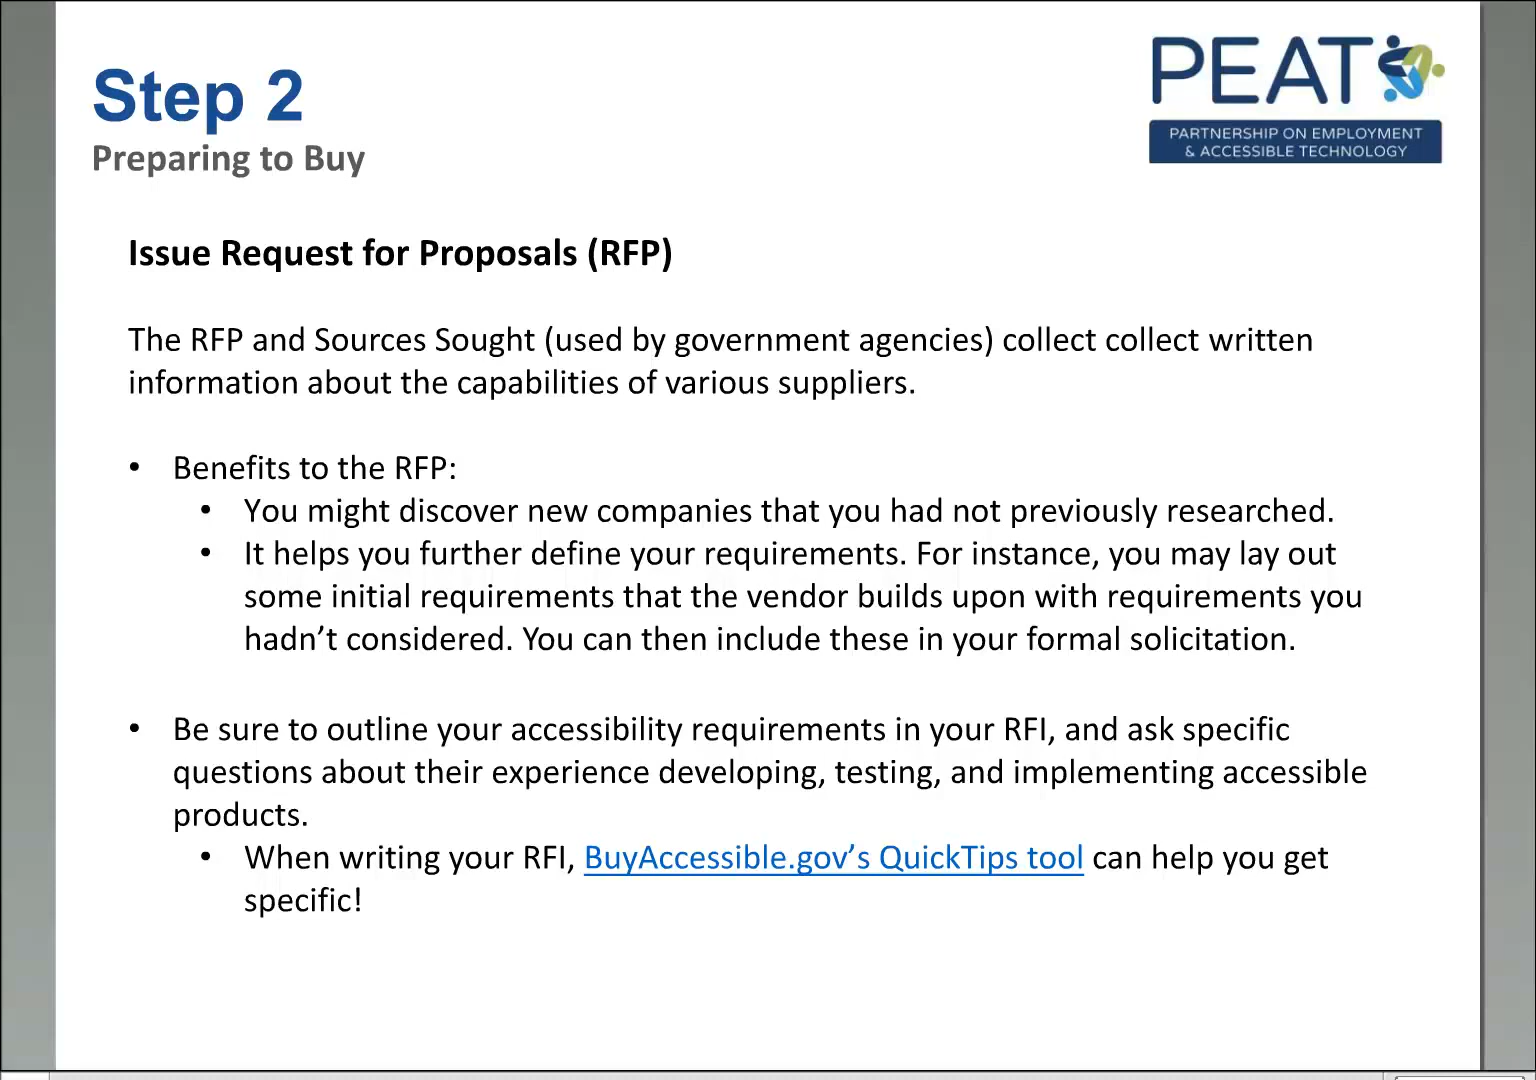 Step 2
Preparing to Buy
PEAT
PARTNERSHIP ON EMPLOYMENT
& ACCESSIBLE TECHNOLOGY
Issue Request for Proposals (RFP)
The RFP and Sources Sought (used by government agencies) collect collect written
information about the capabilities of various suppliers.
• Benefits to the RFP:
• You might discover new companies that you had not previously researched.
• It helps you further define your requirements. For instance, you may lay out
some initial requirements that the vendor builds upon with requirements you
hadn’t considered. You can then include these in your formal solicitation.
• Be sure to outline your accessibility requirements in your RFI, and ask specific
questions about their experience developing, testing, and implementing accessible
products.
• When writing your RFI, BuyAccessible.gov’s QuickTips tool can help you get
specific!